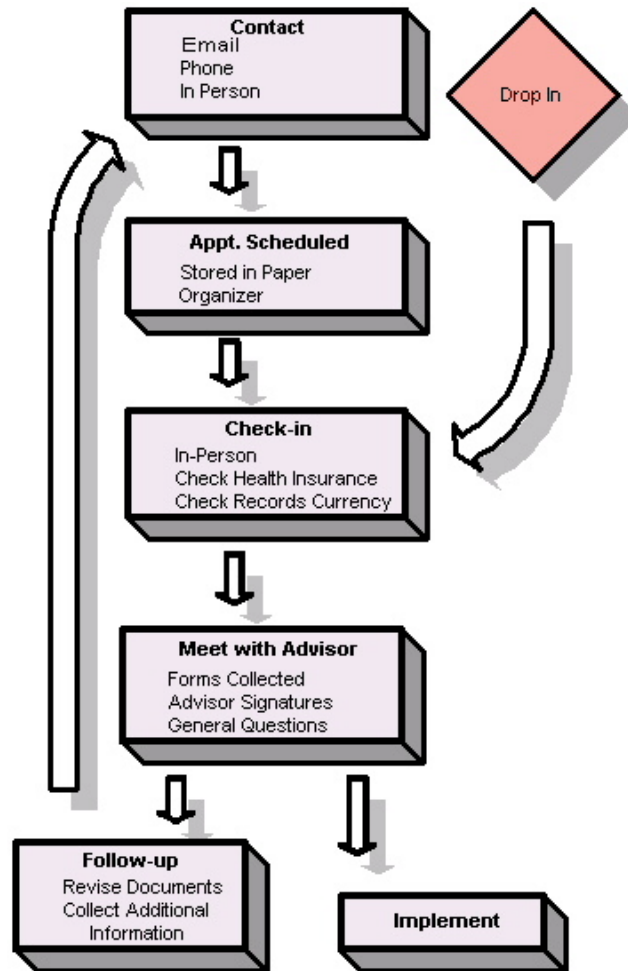 Contact
Email
Phone
In Person
Drop In
Appt. Scheduled
Stored in Paper
Organizer
Check-in
In-Person
Check Health Insurance
Check Records Currency
Meet with Advisor
Forms Collected
Advisor Signatures
General Questions
Follow-up
Revise Documents
Collect Additional
Information
Implement